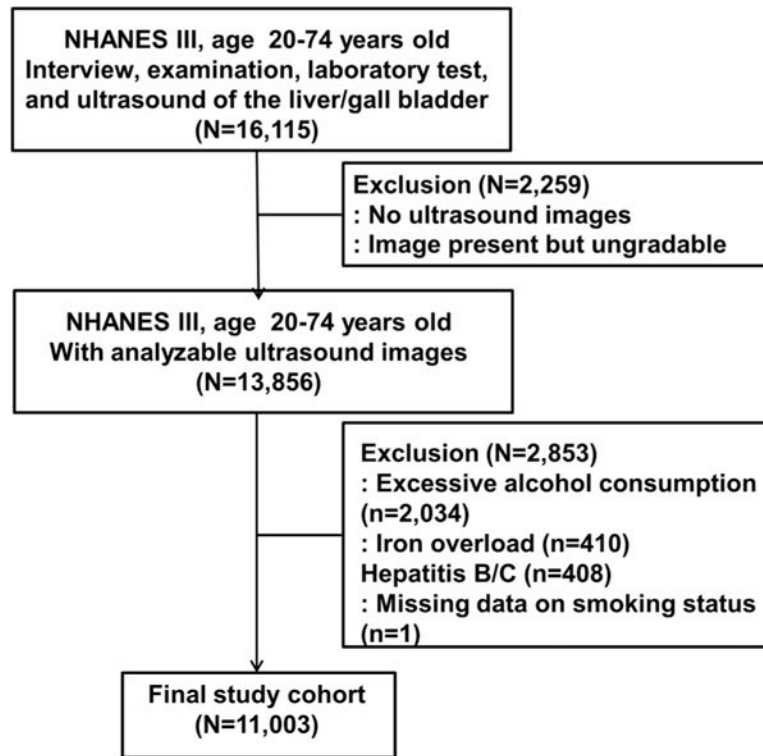 NHANES III, age 20-74 years old
Interview, examination, laboratory test,
and ultrasound of the liver/gall bladder
(N=16,115)
Exclusion (N=2,259)
: No ultrasound images
: Image present but ungradable
NHANES III, age 20-74 years old
With analyzable ultrasound images
(N=13,856)
Exclusion (N=2,853)
: Excessive alcohol consumption
(n=2,034)
: Iron overload (n=410)
Hepatitis B/C (n=408)
: Missing data on smoking status
(n=1)
Final study cohort
(N=11,003)